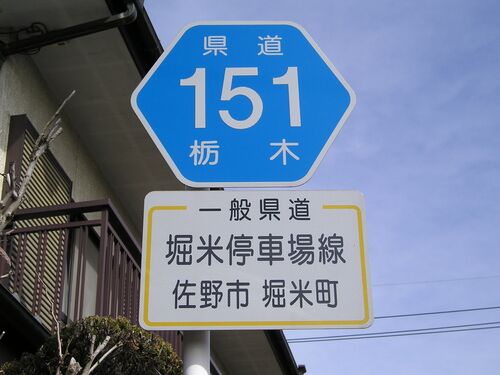 県道
151
栃木
一般県道
堀米停車場線
佐野市 堀米町